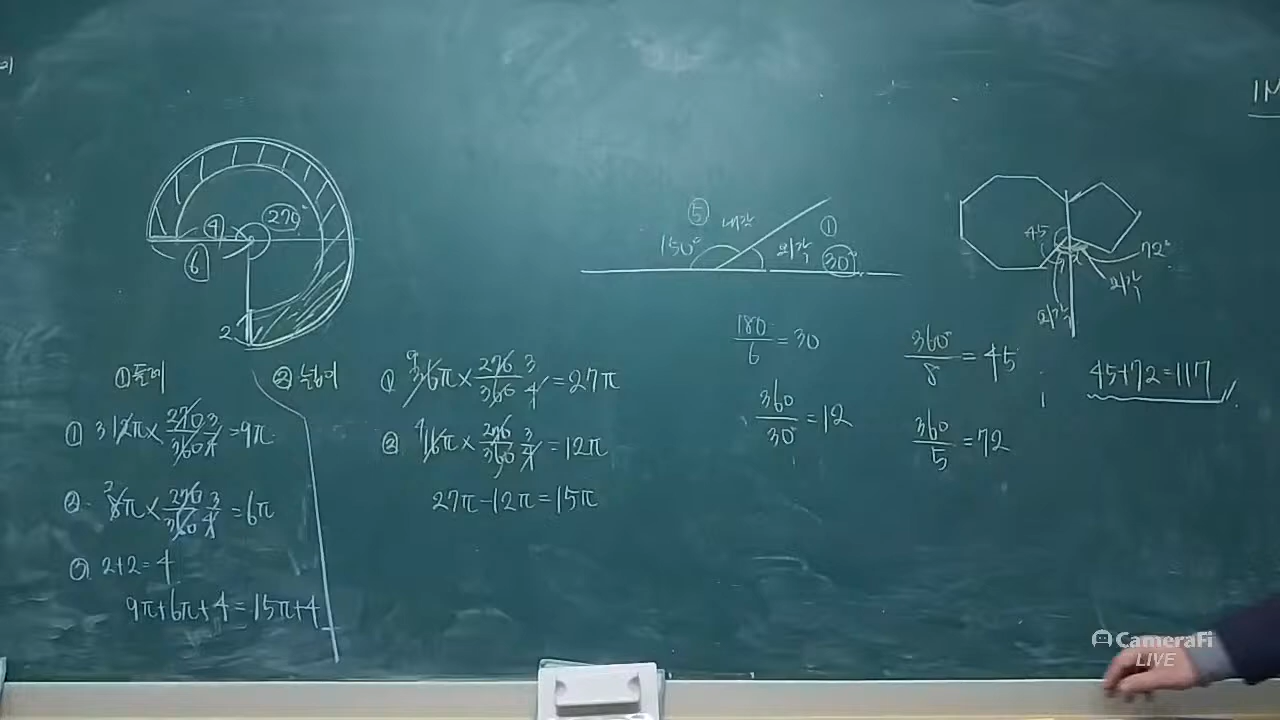 270°
4
6
2
① 둘레
① 3 12π × 270/360 3/4 = 9π
② 2 8π × 270/360 3/4 = 6π
③ 2+2=4
9π+6π+4=15π+4
② 넓이
① 9 36π × 270/360 3/4 = 27π
② 4 16π × 270/360 3/4 = 12π
27π-12π=15π
⑤ 내각 ①
150° 외각 30°
180/6 = 30
360/30 = 12
45
72°
외각
외각
360°/8 = 45
360/5 = 72
45+72=117
1M
CameraFi
LIVE